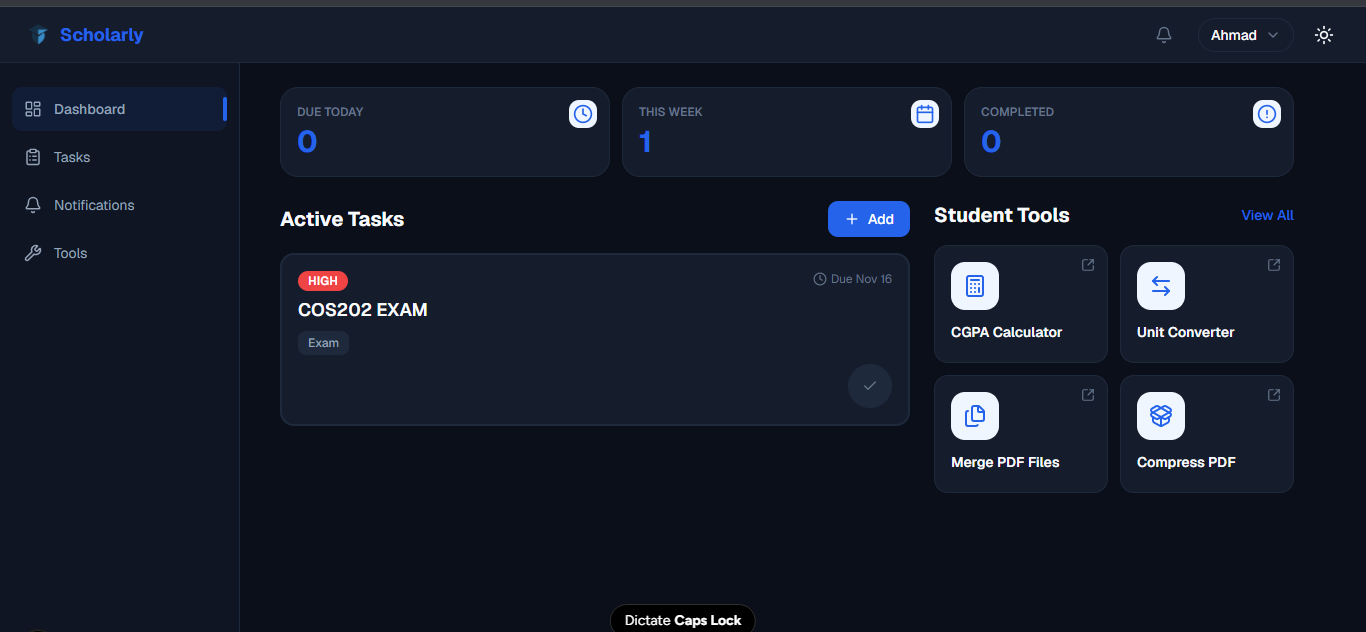 Scholarly
Ahmad
Dashboard
Tasks
Notifications
Tools
DUE TODAY
0
THIS WEEK
1
COMPLETED
0
Active Tasks
+ Add
HIGH
Due Nov 16
COS202 EXAM
Exam
Student Tools
View All
CGPA Calculator
Unit Converter
Merge PDF Files
Compress PDF
Dictate Caps Lock